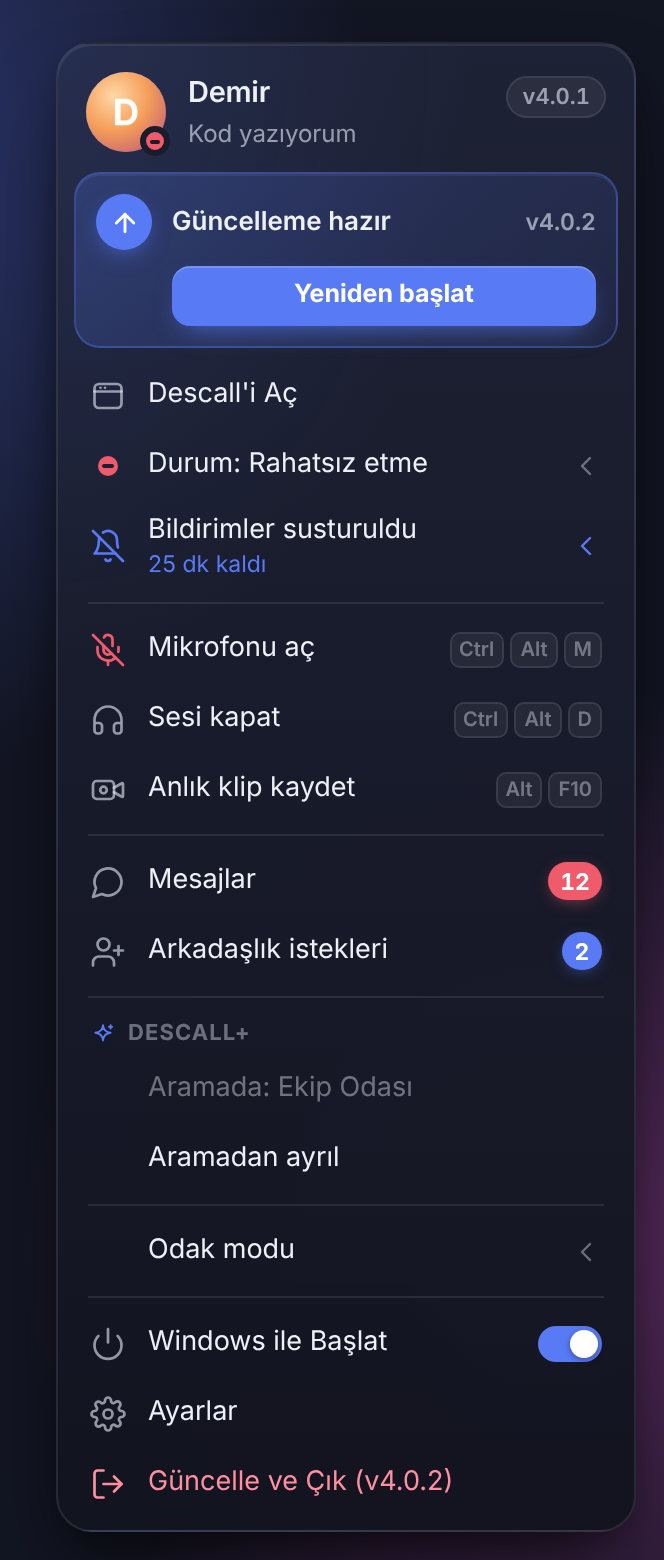 D
Demir
v4.0.1
Kod yazıyorum
Güncelleme hazır
v4.0.2
Yeniden başlat
Descall'i Aç
Durum: Rahatsız etme
Bildirimler susturuldu
25 dk kaldı
Mikrofonu aç
Ctrl Alt M
Sesi kapat
Ctrl Alt D
Anlık klip kaydet
Alt F10
Mesajlar
12
Arkadaşlık istekleri
2
DESCALL+
Aramada: Ekip Odası
Aramadan ayrıl
Odak modu
Windows ile Başlat
Ayarlar
Güncelle ve Çık (v4.0.2)